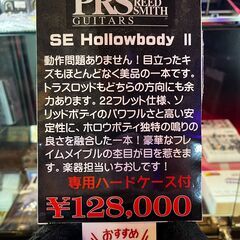 PRS REED SMITH
GUITARS
SE Hollowbody Ⅱ
動作問題ありません！目立ったキ
ズもほとんどなく美品の一本です。
トラスロッドもどちらの方向にも余
力あります。22フレット仕様、ソ
リッドボディのパワフルさと高い安
定性に、ホロウボディ独特の鳴り
の良さを融合した一本！豪華なフ
レイムメイプルの杢目が目を惹きま
す。楽器担当いちおしです！
専用ハードケース付
¥128,000
おすすめ